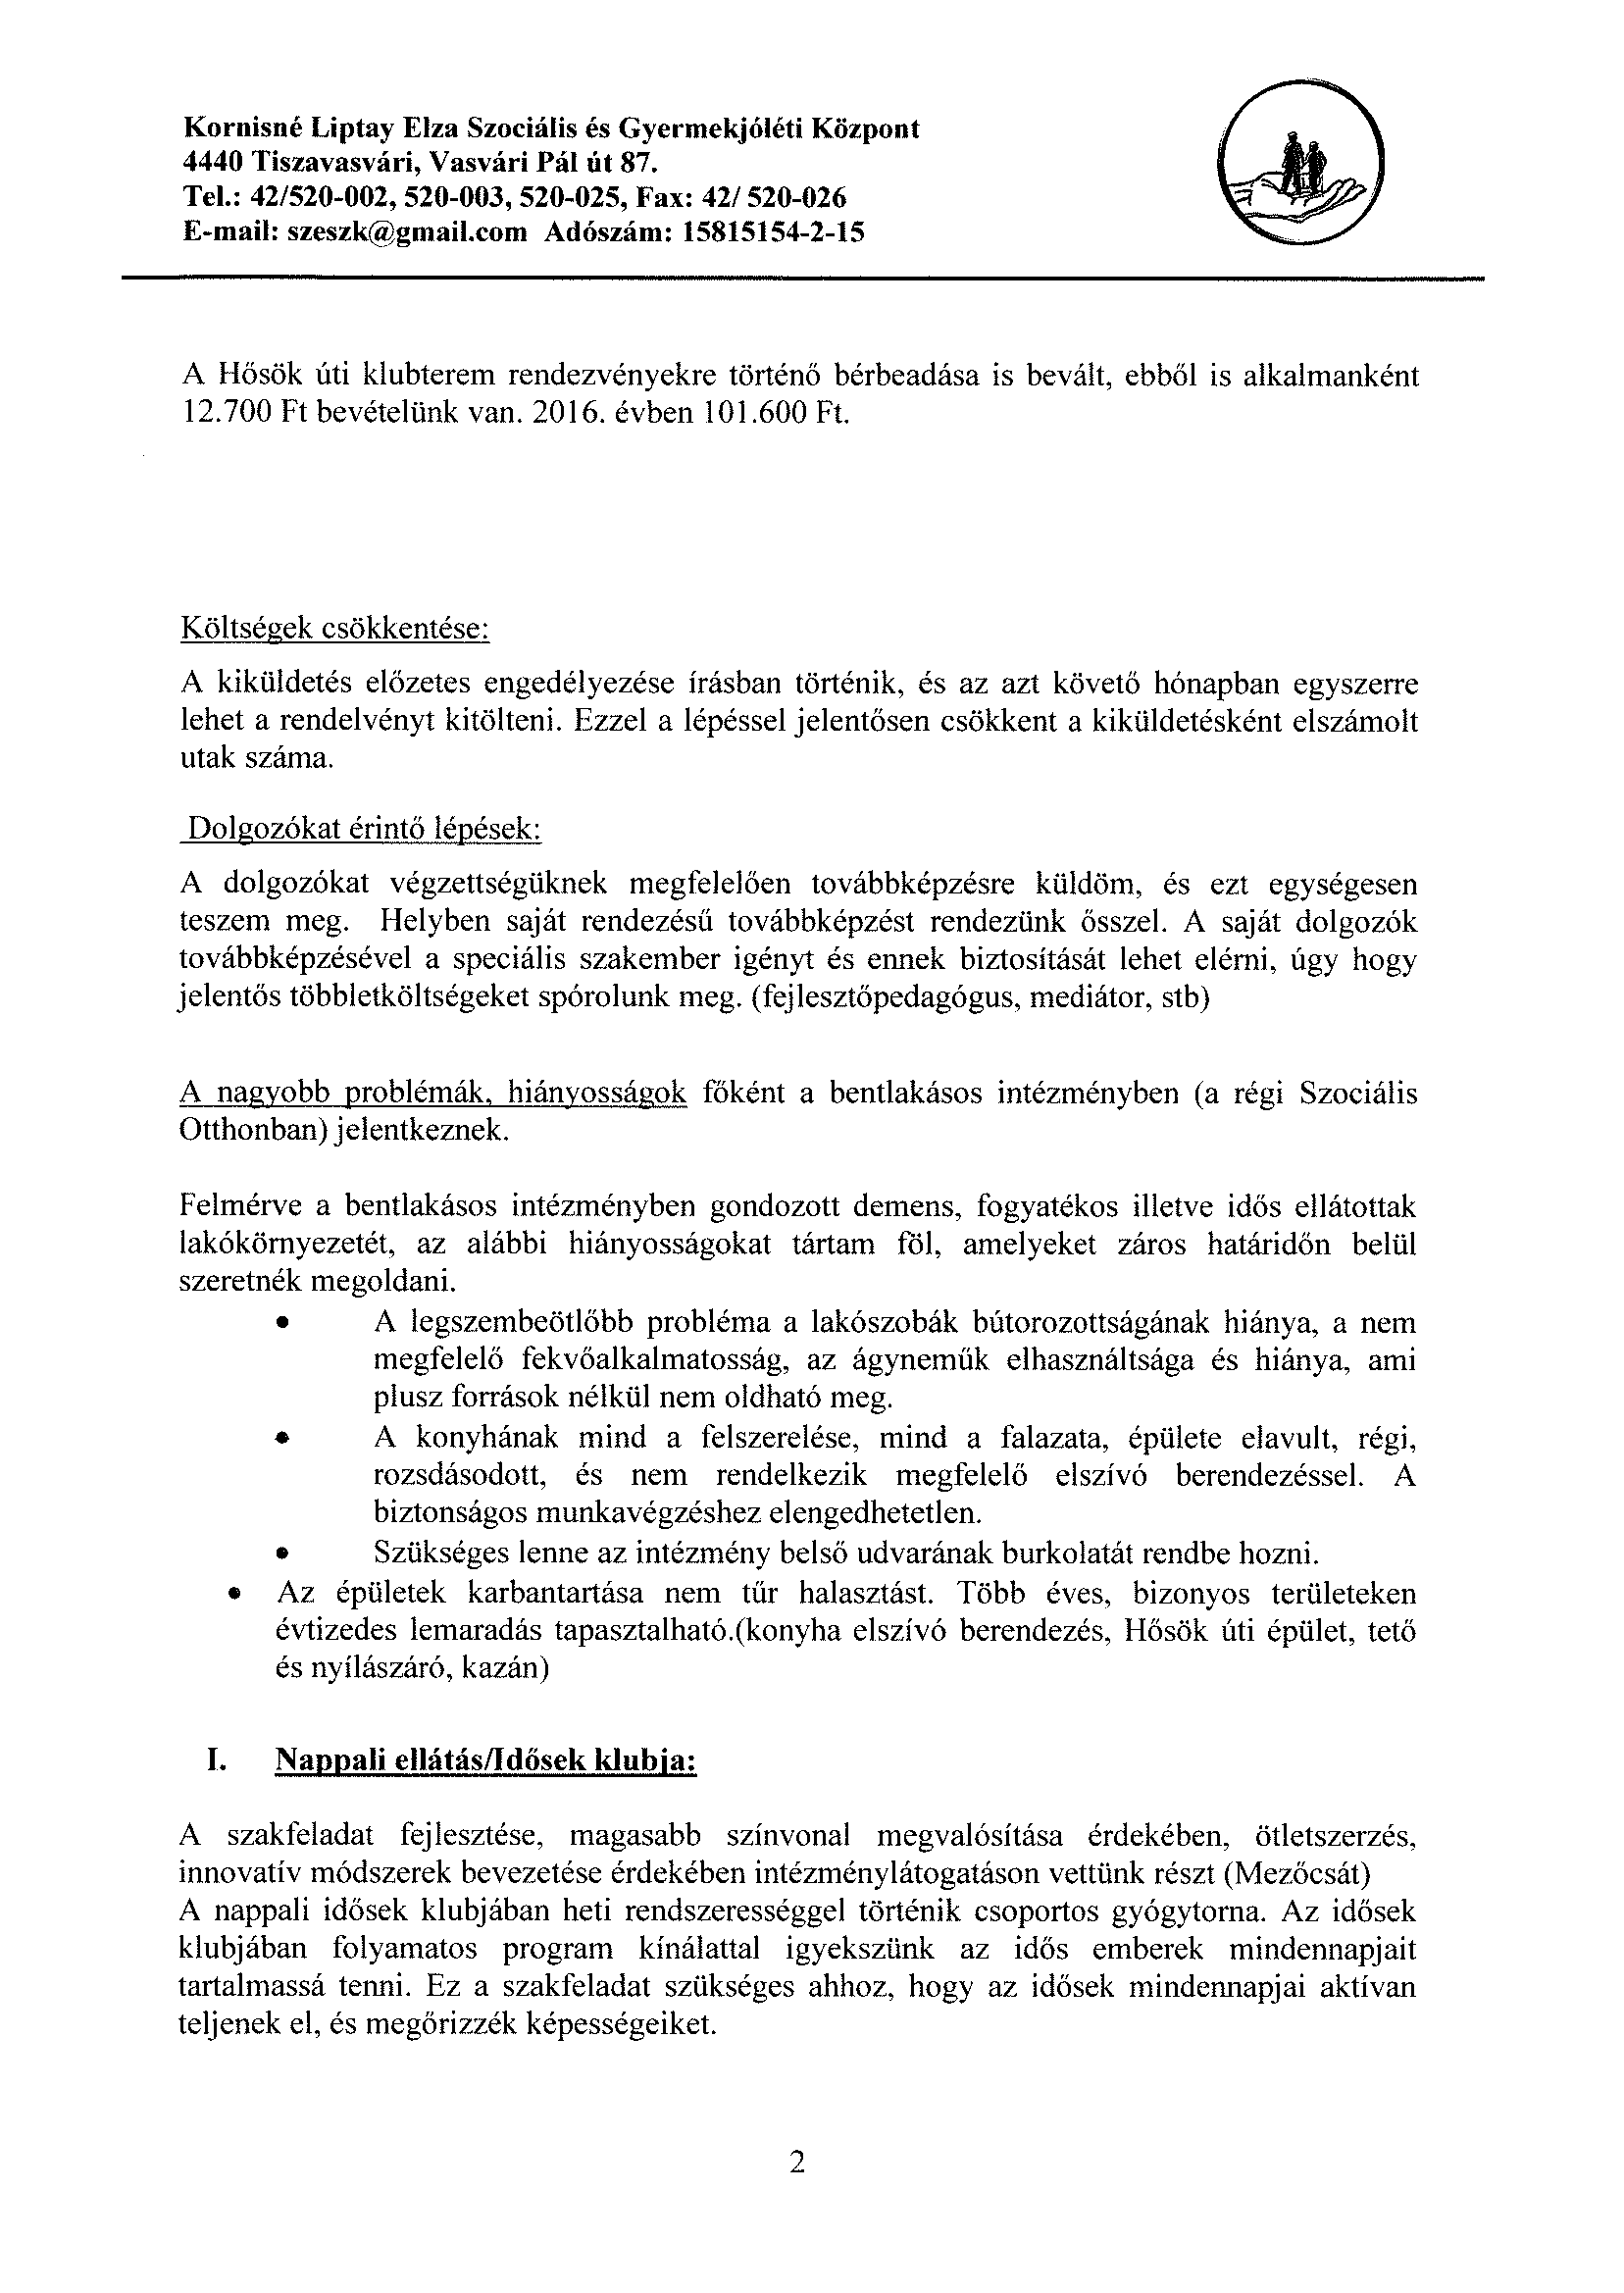 Kornisné Liptay Elza Szociális és Gyermekjóléti Központ
4440 Tiszavasvári, Vasvári Pál út 87.
Tel.: 42/520-002, 520-003, 520-025, Fax: 42/ 520-026
E-mail: szeszk@gmail.com Adószám: 15815154-2-15
A Hősök úti klubterem rendezvényekre történő bérbeadása is bevált, ebből is alkalmanként
12.700 Ft bevételünk van. 2016. évben 101.600 Ft.
Költségek csökkentése:
A kiküldetés előzetes engedélyezése írásban történik, és az azt követő hónapban egyszerre
lehet a rendelvényt kitölteni. Ezzel a lépéssel jelentősen csökkent a kiküldetésként elszámolt
utak száma.
Dolgozókat érintő lépések:
A dolgozókat végzettségüknek megfelelően továbbképzésre küldöm, és ezt egységesen
teszem meg. Helyben saját rendezésű továbbképzést rendezünk ősszel. A saját dolgozók
továbbképzésével a speciális szakember igényt és ennek biztosítását lehet elérni, úgy hogy
jelentős többletköltségeket spórolunk meg. (fejlesztőpedagógus, mediátor, stb)
A nagyobb problémák, hiányosságok főként a bentlakásos intézményben (a régi Szociális
Otthonban) jelentkeznek.
Felmérve a bentlakásos intézményben gondozott demens, fogyatékos illetve idős ellátottak
lakókörnyezetét, az alábbi hiányosságokat tártam föl, amelyeket záros határidőn belül
szeretnék megoldani.
• A legszembeötlőbb probléma a lakószobák bútorozottságának hiánya, a nem
megfelelő fekvőalkalmatosság, az ágyneműk elhasználtsága és hiánya, ami
plusz források nélkül nem oldható meg.
• A konyhának mind a felszerelése, mind a falazata, épülete elavult, régi,
rozsdásodott, és nem rendelkezik megfelelő elszívó berendezéssel. A
biztonságos munkavégzéshez elengedhetetlen.
• Szükséges lenne az intézmény belső udvarának burkolatát rendbe hozni.
• Az épületek karbantartása nem tűr halasztást. Több éves, bizonyos területeken
évtizedes lemaradás tapasztalható.(konyha elszívó berendezés, Hősök úti épület, tető
és nyílászáró, kazán)
I. Nappali ellátás/Idősek klubja:
A szakfeladat fejlesztése, magasabb színvonal megvalósítása érdekében, ötletszerzés,
innovatív módszerek bevezetése érdekében intézménylátogatáson vettünk részt (Mezőcsát)
A nappali idősek klubjában heti rendszerességgel történik csoportos gyógytorna. Az idősek
klubjában folyamatos program kínálattal igyekszünk az idős emberek mindennapjait
tartalmassá tenni. Ez a szakfeladat szükséges ahhoz, hogy az idősek mindennapjai aktívan
teljenek el, és megőrizzék képességeiket.
2